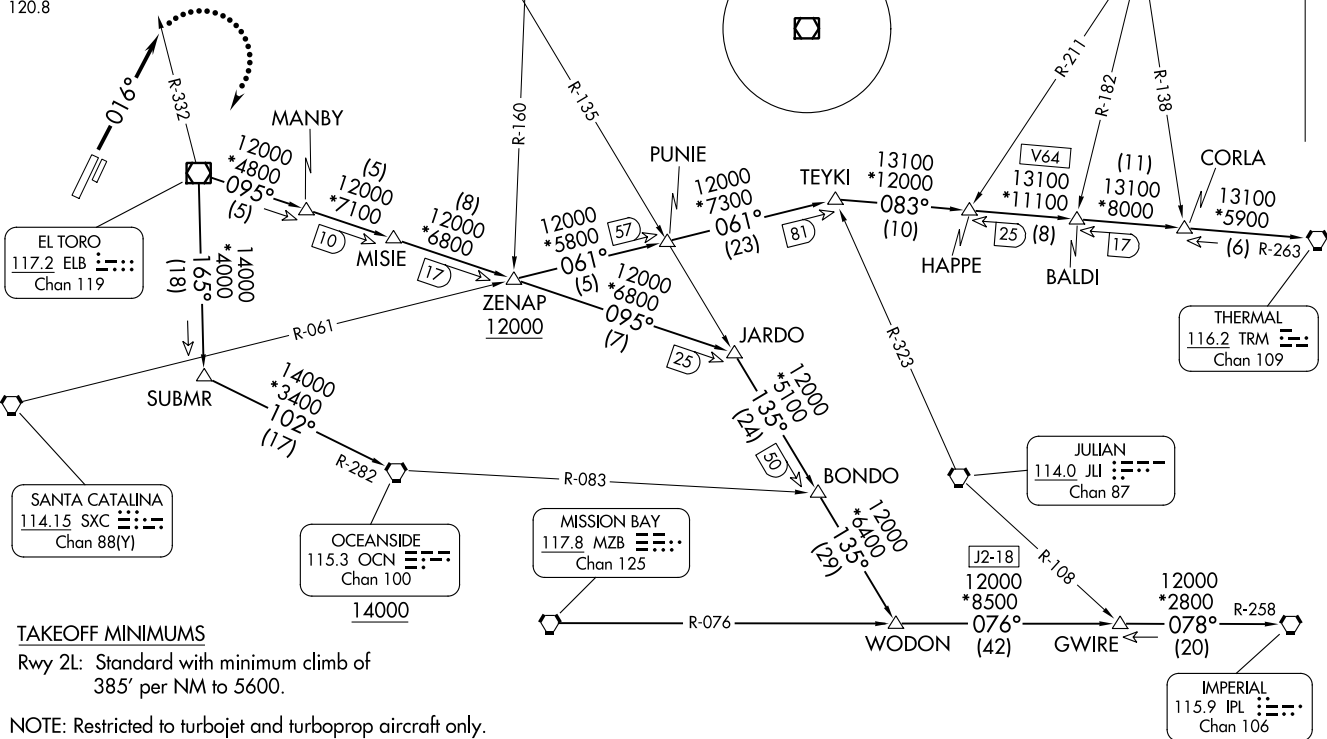 120.8
016°
R-332
MANBY
12000
*4800
095°
(5)
(5)
12000
*7100
10
MISIE
(8)
12000
*6800
17
R-160
R-135
ZENAP
12000
12000
*5800
061°
(5)
57
PUNIE
12000
*7300
061°
(23)
81
TEYKI
13100
*12000
083°
(10)
R-211
R-182
R-138
V64
13100
*11100
25
(8)
HAPPE
(11)
13100
*8000
17
BALDI
CORLA
13100
*5900
(6)
R-263
EL TORO
117.2 ELB
Chan 119
14000
*4000
165°
(18)
R-061
SUBMR
12000
*6800
095°
(7)
25
JARDO
THERMAL
116.2 TRM
Chan 109
14000
*3400
102°
(17)
R-282
12000
*5100
135°
(24)
50
R-323
R-083
BONDO
JULIAN
114.0 JLI
Chan 87
SANTA CATALINA
114.15 SXC
Chan 88(Y)
OCEANSIDE
115.3 OCN
Chan 100
14000
MISSION BAY
117.8 MZB
Chan 125
12000
*6400
135°
(29)
R-108
R-076
WODON
J2-18
12000
*8500
076°
(42)
GWIRE
12000
*2800
078°
(20)
R-258
IMPERIAL
115.9 IPL
Chan 106
TAKEOFF MINIMUMS
Rwy 2L: Standard with minimum climb of
385' per NM to 5600.
NOTE: Restricted to turbojet and turboprop aircraft only.